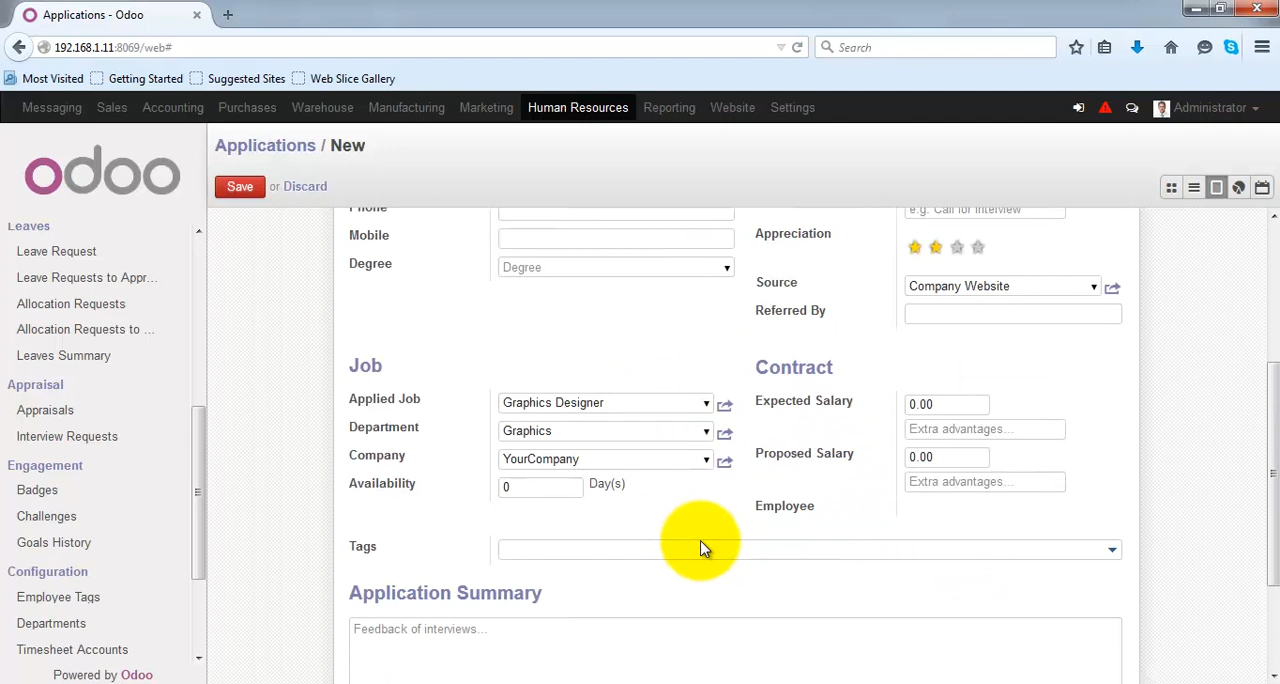 Applications - Odoo
192.168.1.11:8069/web#
Search
Most Visited Getting Started Suggested Sites Web Slice Gallery
Messaging Sales Accounting Purchases Warehouse Manufacturing Marketing Human Resources Reporting Website Settings Administrator
odoo
Applications / New
Save or Discard
Leaves
Leave Request
Leave Requests to Appr...
Allocation Requests
Allocation Requests to ...
Leaves Summary
Appraisal
Appraisals
Interview Requests
Engagement
Badges
Challenges
Goals History
Configuration
Employee Tags
Departments
Timesheet Accounts
Powered by Odoo
Phone
Mobile
Degree Degree
e.g. Call for interview
Appreciation
Source Company Website
Referred By
Job
Applied Job Graphics Designer
Department Graphics
Company YourCompany
Availability 0 Day(s)
Contract
Expected Salary 0.00
Extra advantages...
Proposed Salary 0.00
Extra advantages...
Employee
Tags
Application Summary
Feedback of interviews...